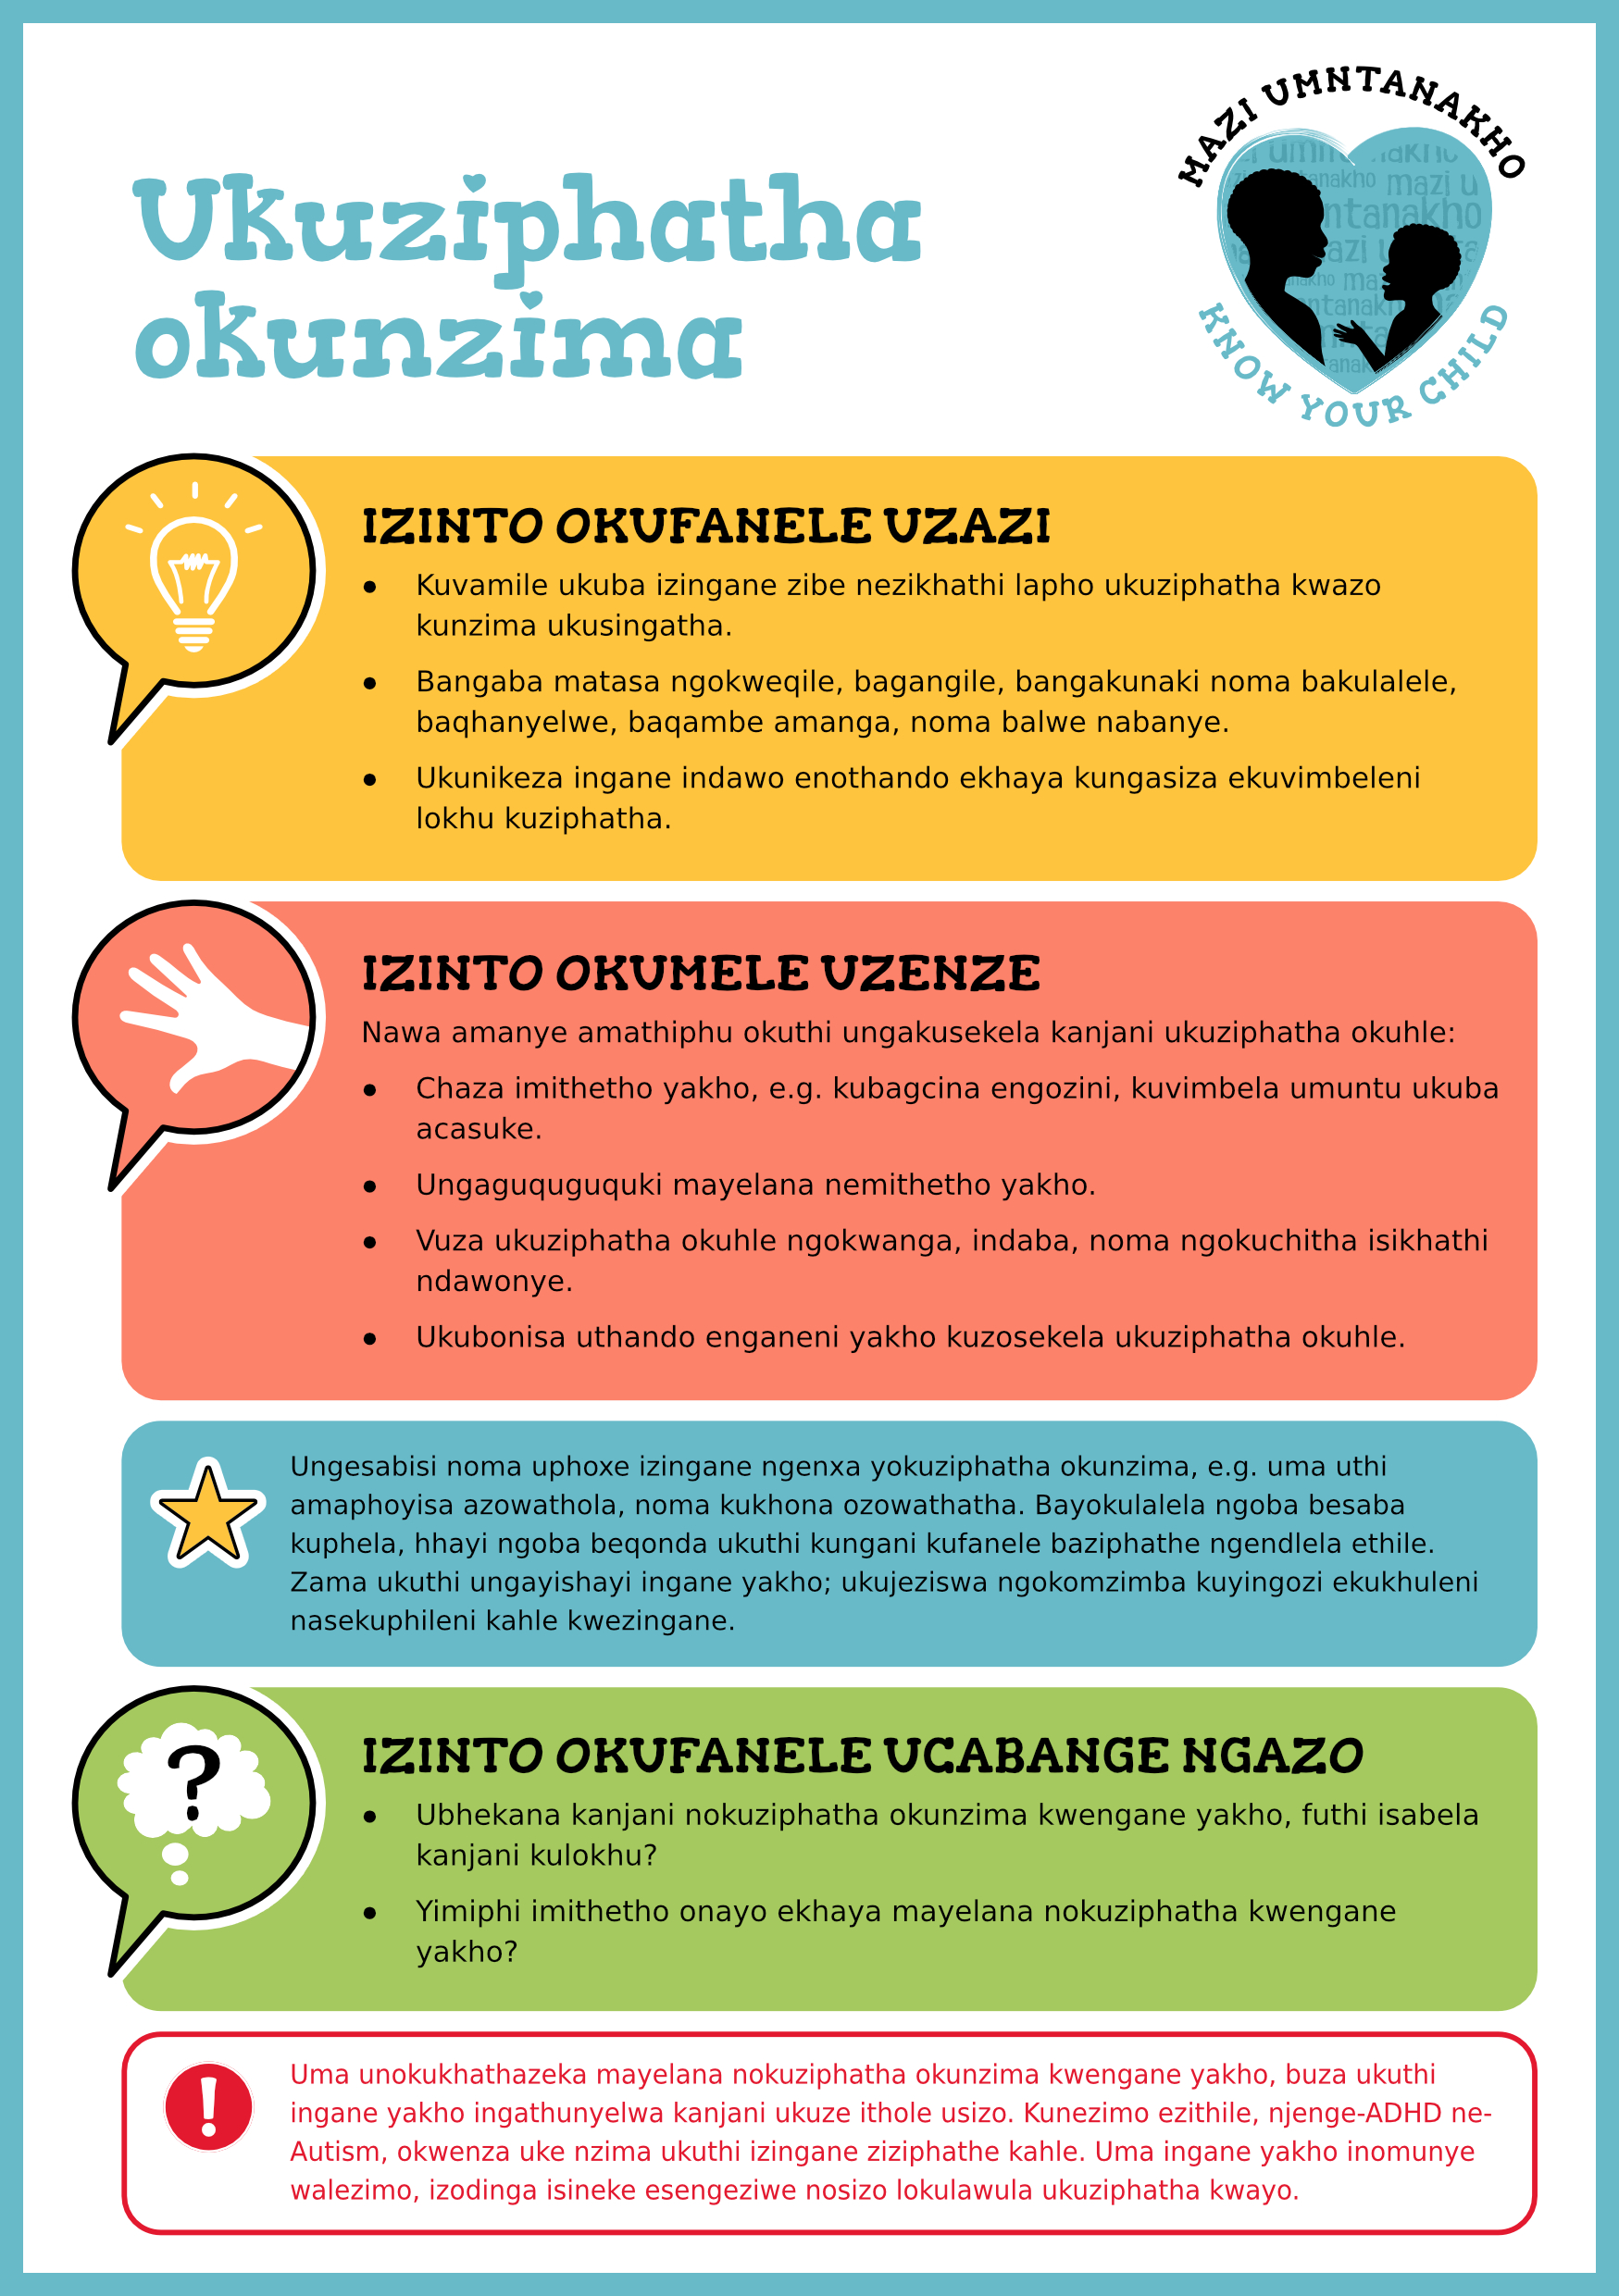 MAZI UMNTANAKHO
KNOW YOUR CHILD
Ukuziphatha
okunzima
IZINTO OKUFANELE UZAZI
• Kuvamile ukuba izingane zibe nezikhathi lapho ukuziphatha kwazo
kunzima ukusingatha.
• Bangaba matasa ngokweqile, bagangile, bangakunaki noma bakulalele,
baqhanyelwe, baqambe amanga, noma balwe nabanye.
• Ukunikeza ingane indawo enothando ekhaya kungasiza ekuvimbeleni
lokhu kuziphatha.
IZINTO OKUMELE UZENZE
Nawa amanye amathiphu okuthi ungakusekela kanjani ukuziphatha okuhle:
• Chaza imithetho yakho, e.g. kubagcina engozini, kuvimbela umuntu ukuba
acasuke.
• Ungaguquguquki mayelana nemithetho yakho.
• Vuza ukuziphatha okuhle ngokwanga, indaba, noma ngokuchitha isikhathi
ndawonye.
• Ukubonisa uthando enganeni yakho kuzosekela ukuziphatha okuhle.
Ungesabisi noma uphoxe izingane ngenxa yokuziphatha okunzima, e.g. uma uthi
amaphoyisa azowathola, noma kukhona ozowathatha. Bayokulalela ngoba besaba
kuphela, hhayi ngoba beqonda ukuthi kungani kufanele baziphathe ngendlela ethile.
Zama ukuthi ungayishayi ingane yakho; ukujeziswa ngokomzimba kuyingozi ekukhuleni
nasekuphileni kahle kwezingane.
IZINTO OKUFANELE UCABANGE NGAZO
• Ubhekana kanjani nokuziphatha okunzima kwengane yakho, futhi isabela
kanjani kulokhu?
• Yimiphi imithetho onayo ekhaya mayelana nokuziphatha kwengane
yakho?
Uma unokukhathazeka mayelana nokuziphatha okunzima kwengane yakho, buza ukuthi
ingane yakho ingathunyelwa kanjani ukuze ithole usizo. Kunezimo ezithile, njenge-ADHD ne-
Autism, okwenza uke nzima ukuthi izingane ziziphathe kahle. Uma ingane yakho inomunye
walezimo, izodinga isineke esengeziwe nosizo lokulawula ukuziphatha kwayo.